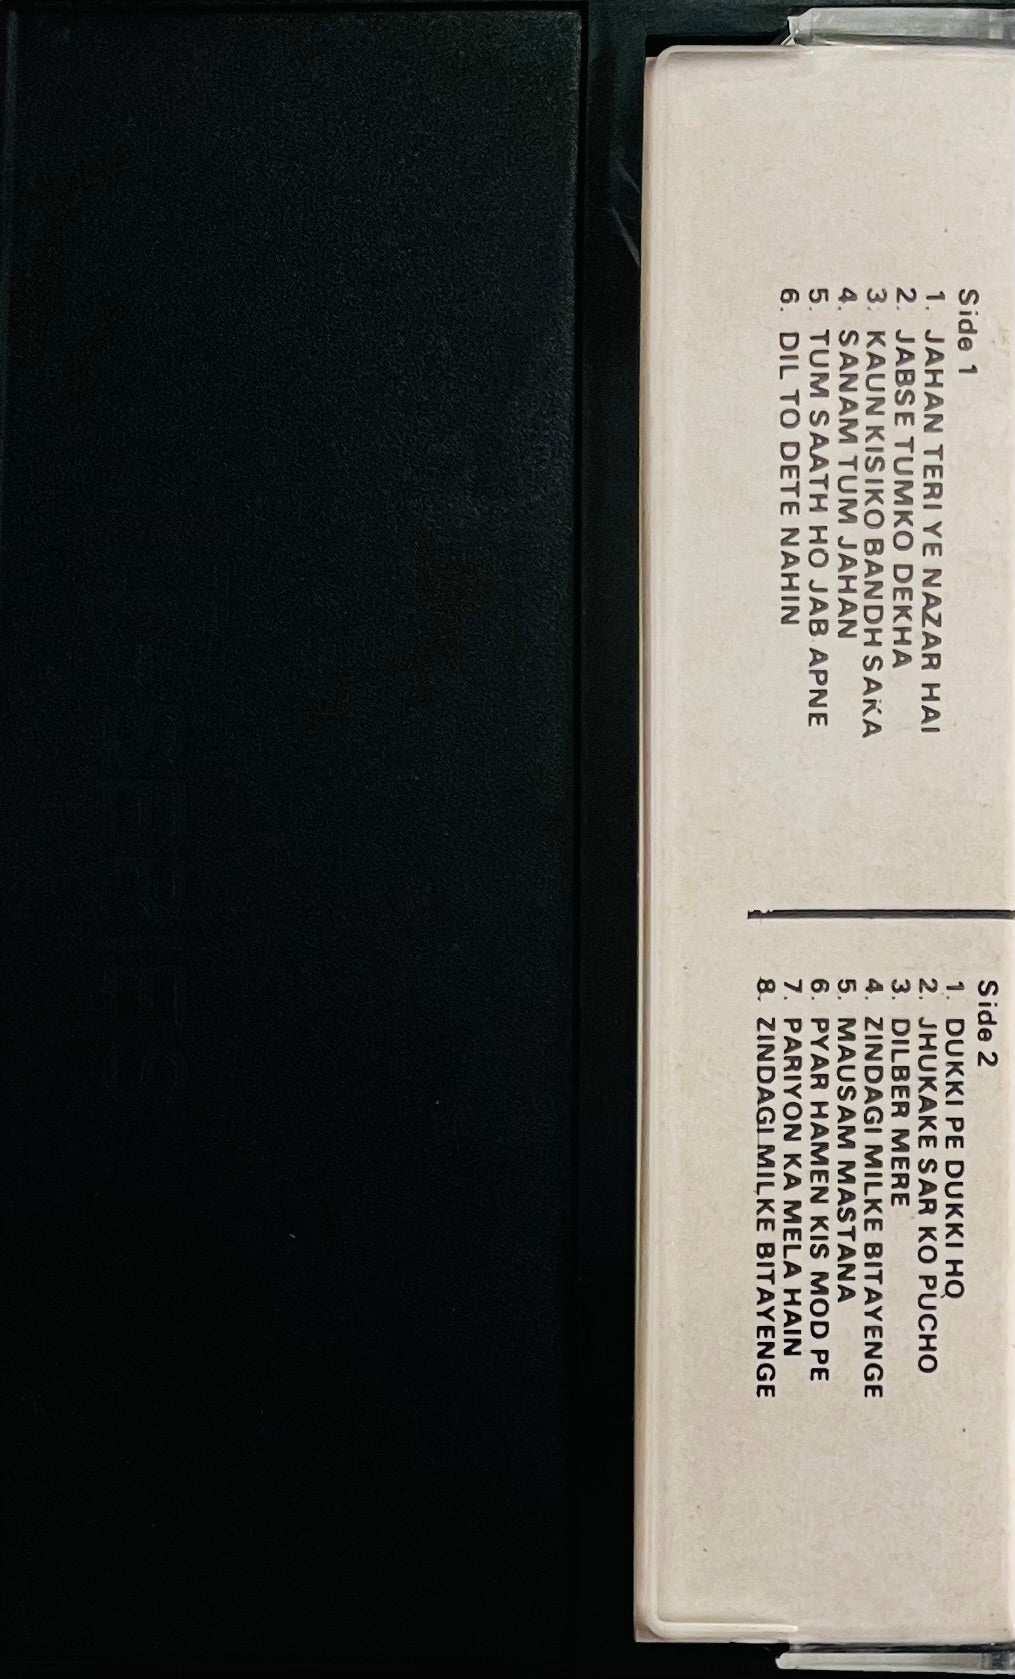 Side 1
1. JAHAN TERI YE NAZAR HAI
2. JABSE TUMKO DEKHA
3. KAUN KISIKO BANDH SAKA
4. SANAM TUM JAHAN
5. TUM SAATH HO JAB APNE
6. DIL TO DETE NAHIN
Side 2
1. DUKKI PE DUKKI HO
2. JHUKAKE SAR KO PUCHO
3. DILBER MERE
4. ZINDAGI MILKE BITAYENGE
5. MAUSAM MASTANA
6. PYAR HAMEN KIS MOD PE
7. PARIYON KA MELA HAIN
8. ZINDAGI MILKE BITAYENGE